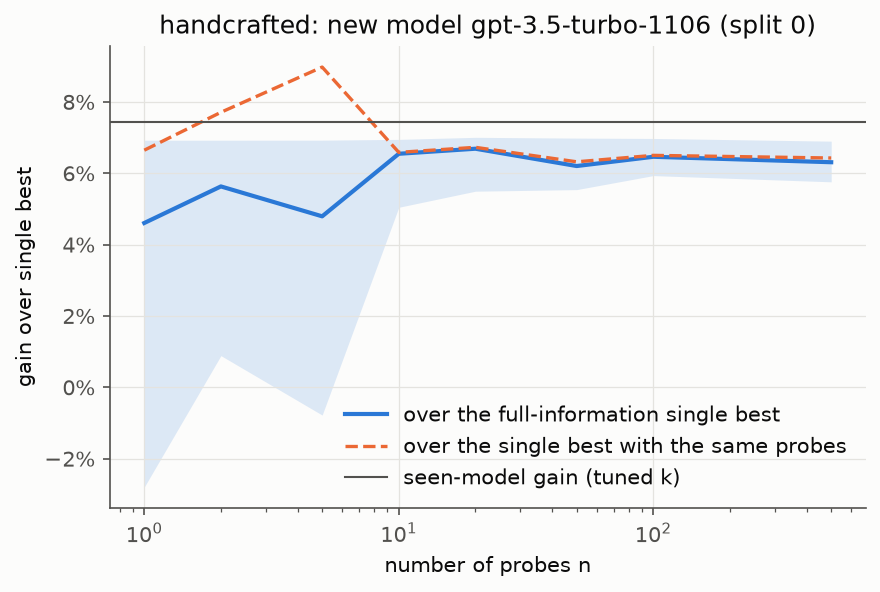 handcrafted: new model gpt-3.5-turbo-1106 (split 0)
gain over single best
8%
6%
4%
2%
0%
−2%
over the full-information single best
over the single best with the same probes
seen-model gain (tuned k)
10⁰ 10¹ 10²
number of probes n